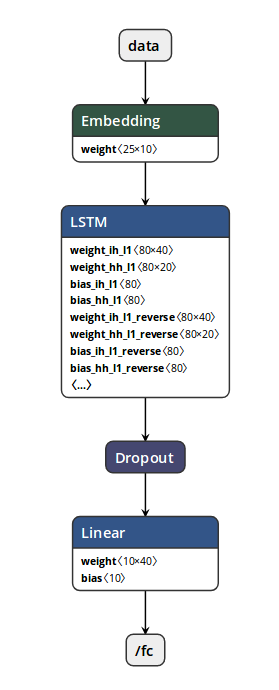 data
Embedding
weight〈25×10〉
LSTM
weight_ih_l1〈80×40〉
weight_hh_l1〈80×20〉
bias_ih_l1〈80〉
bias_hh_l1〈80〉
weight_ih_l1_reverse〈80×40〉
weight_hh_l1_reverse〈80×20〉
bias_ih_l1_reverse〈80〉
bias_hh_l1_reverse〈80〉
〈...〉
Dropout
Linear
weight〈10×40〉
bias〈10〉
/fc